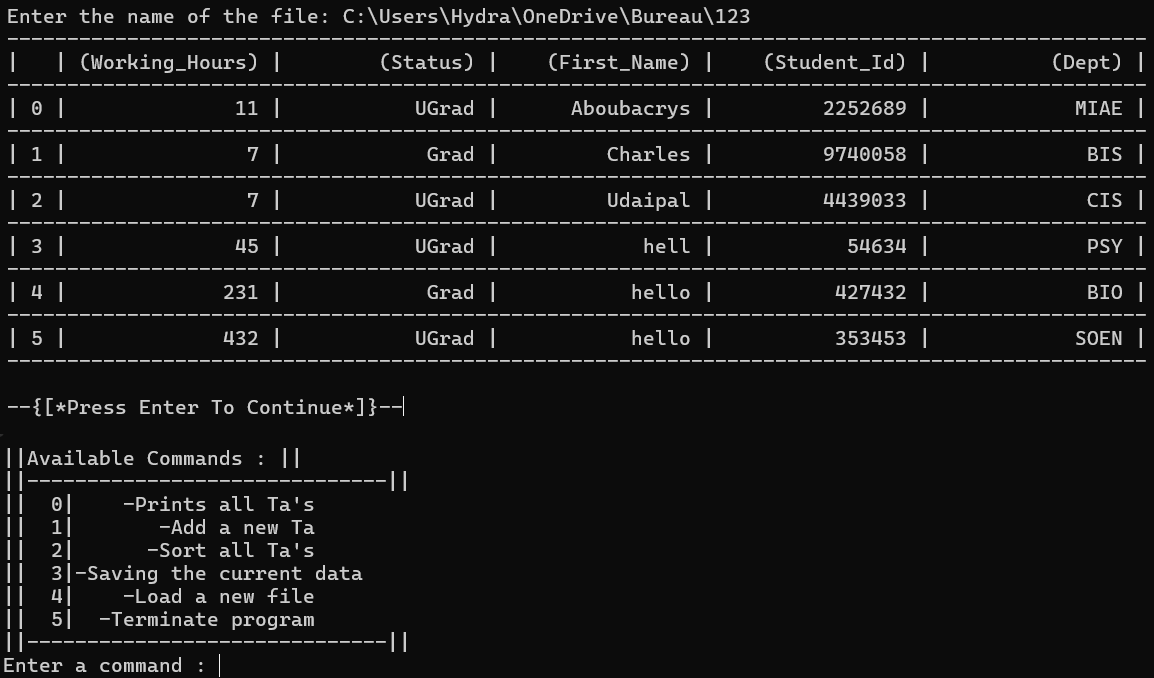 Enter the name of the file: C:\Users\Hydra\OneDrive\Bureau\123
-----------------------------------------------------------------------------------------------
|   | (Working_Hours) |        (Status) |    (First_Name) |    (Student_Id) |          (Dept) |
-----------------------------------------------------------------------------------------------
| 0 |              11 |           UGrad |      Aboubacrys |         2252689 |            MIAE |
-----------------------------------------------------------------------------------------------
| 1 |               7 |            Grad |         Charles |         9740058 |             BIS |
-----------------------------------------------------------------------------------------------
| 2 |               7 |           UGrad |         Udaipal |         4439033 |             CIS |
-----------------------------------------------------------------------------------------------
| 3 |              45 |           UGrad |            hell |           54634 |             PSY |
-----------------------------------------------------------------------------------------------
| 4 |             231 |            Grad |           hello |          427432 |             BIO |
-----------------------------------------------------------------------------------------------
| 5 |             432 |           UGrad |           hello |          353453 |            SOEN |
-----------------------------------------------------------------------------------------------
--{[*Press Enter To Continue*]}--
||Available Commands : ||
||------------------------------||
||  0|    -Prints all Ta's
||  1|       -Add a new Ta
||  2|      -Sort all Ta's
||  3|-Saving the current data
||  4|    -Load a new file
||  5|  -Terminate program
||------------------------------||
Enter a command :